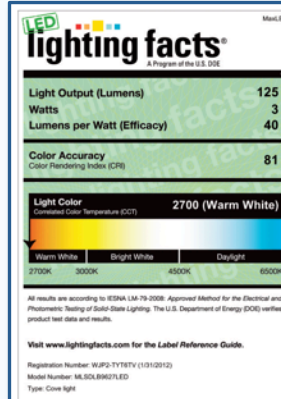 MaxLi
LED
lighting facts®
A Program of the U.S. DOE
Light Output (Lumens) 125
Watts 3
Lumens per Watt (Efficacy) 40
Color Accuracy 81
Color Rendering Index (CRI)
Light Color 2700 (Warm White)
Correlated Color Temperature (CCT)
Warm White Bright White Daylight
2700K 3000K 4500K 6500K
All results are according to IESNA LM-79-2008: Approved Method for the Electrical and
Photometric Testing of Solid-State Lighting. The U.S. Department of Energy (DOE) verifies
product test data and results.
Visit www.lightingfacts.com for the Label Reference Guide.
Registration Number: WJP2-TYT6TV (1/31/2012)
Model Number: MLSDLB9627LED
Type: Cove light